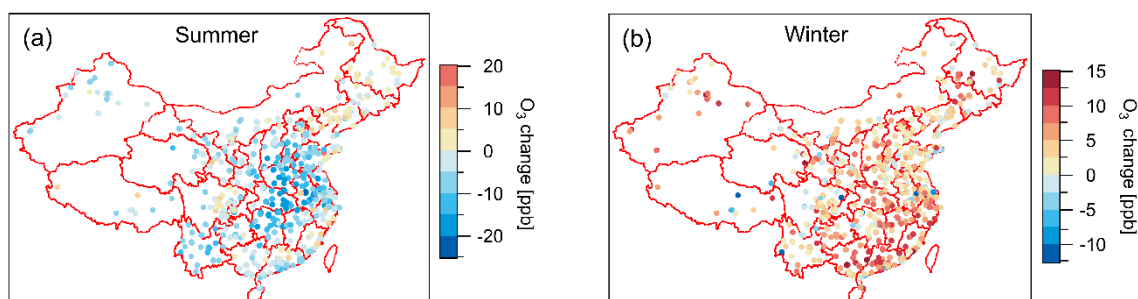 (a)
Summer
20
10
0
-10
-20
O₃ change [ppb]
(b)
Winter
15
10
5
0
-5
-10
O₃ change [ppb]